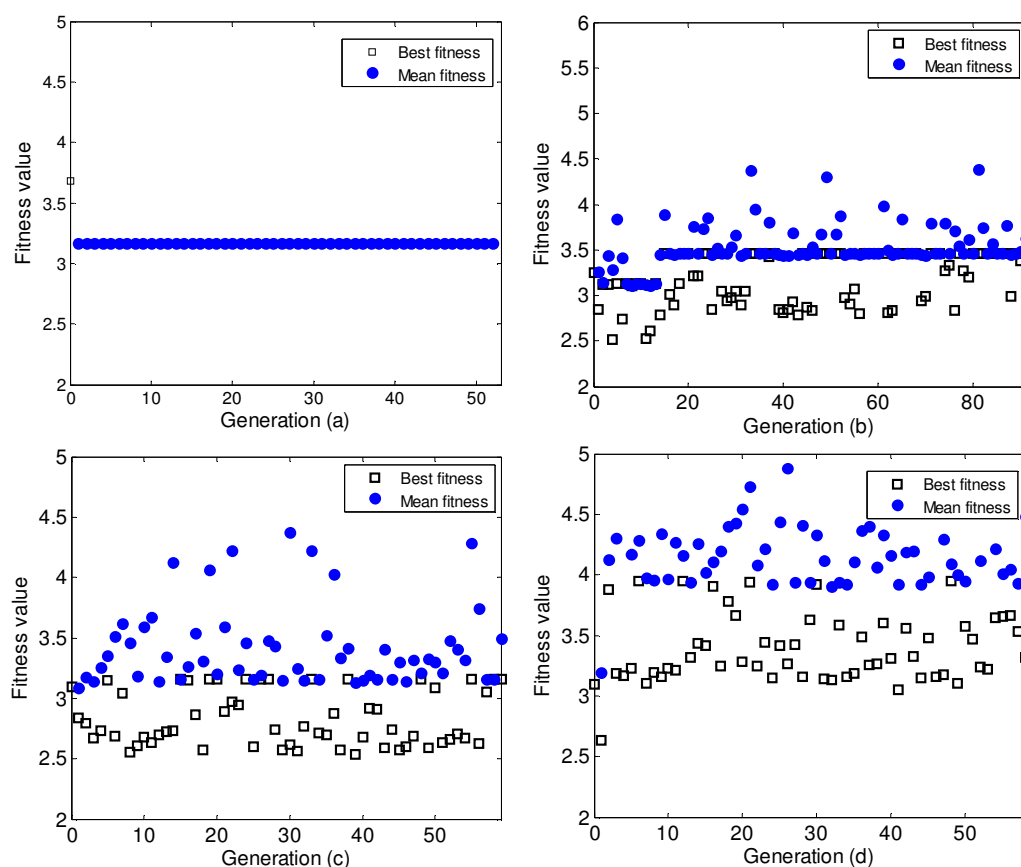 5
4.5
4
3.5
3
2.5
2
Fitness value
Best fitness
Mean fitness
0 10 20 30 40 50
Generation (a)
6
5.5
5
4.5
4
3.5
3
2.5
2
Fitness value
Best fitness
Mean fitness
0 20 40 60 80
Generation (b)
5
4.5
4
3.5
3
2.5
2
Fitness value
Best fitness
Mean fitness
0 10 20 30 40 50
Generation (c)
5
4.5
4
3.5
3
2.5
2
Fitness value
Best fitness
Mean fitness
0 10 20 30 40 50
Generation (d)